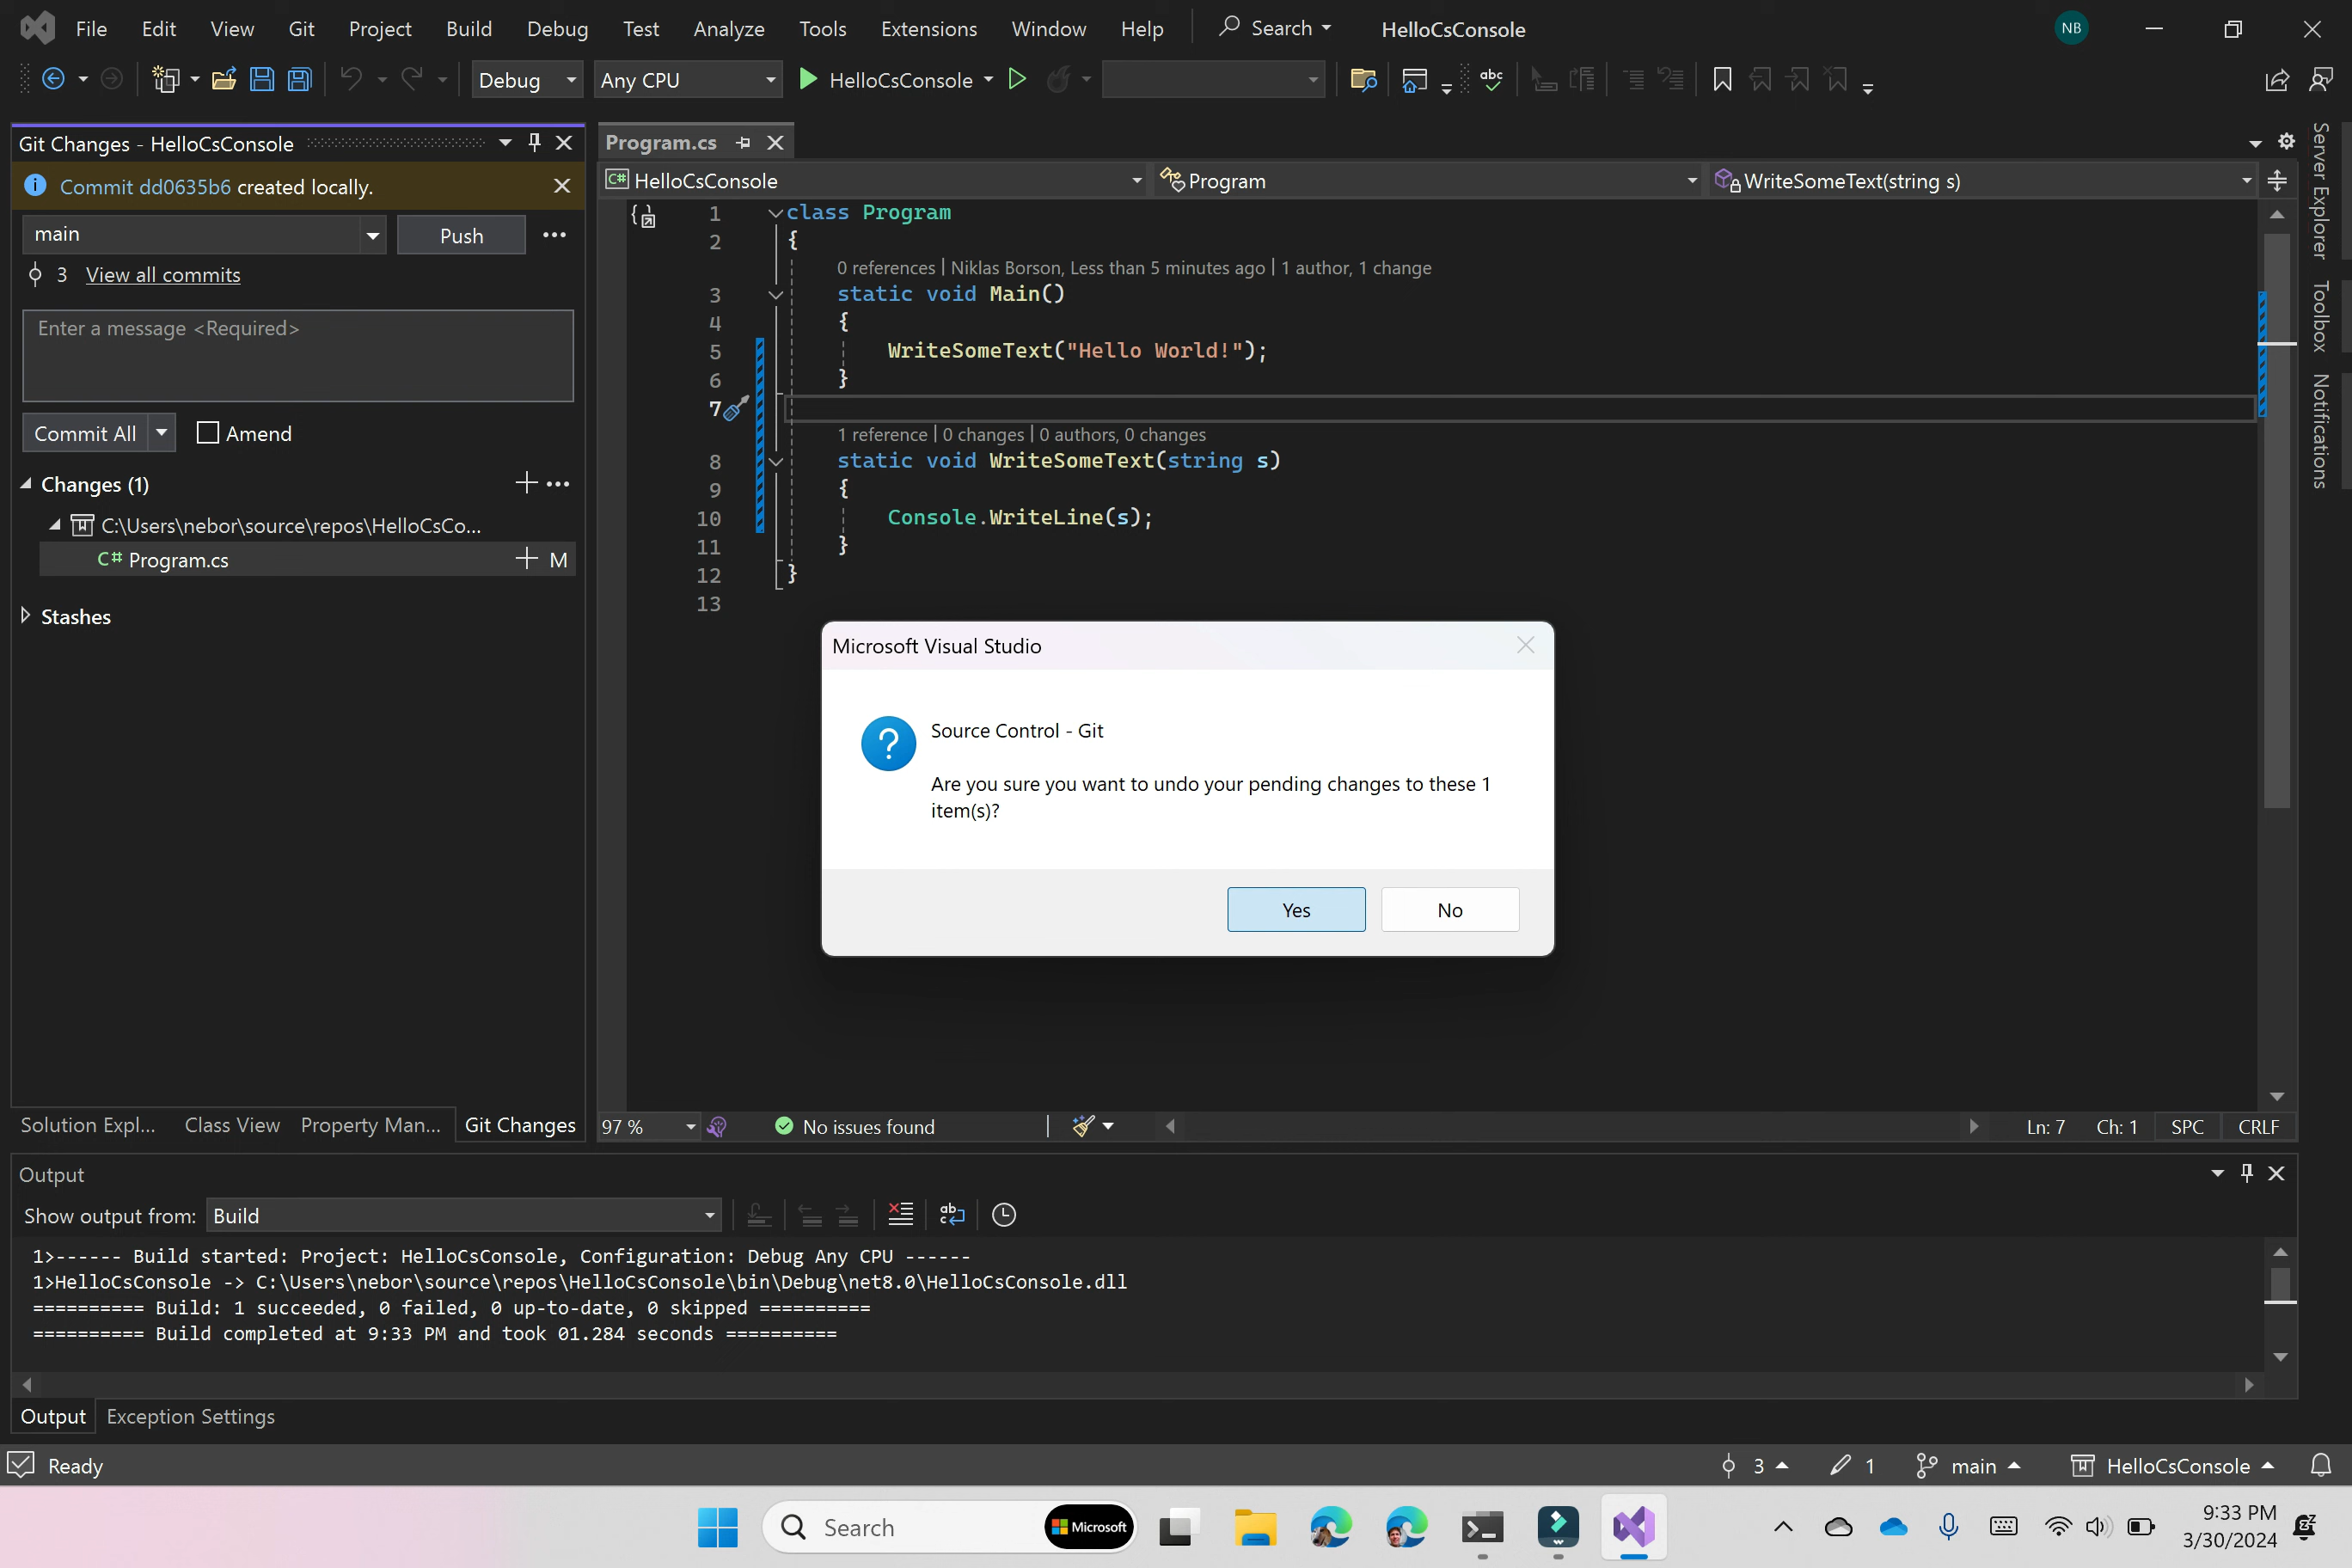 File Edit View Git Project Build Debug Test Analyze Tools Extensions Window Help Search HelloCsConsole NB
Debug Any CPU HelloCsConsole abc
Git Changes - HelloCsConsole
Commit dd0635b6 created locally.
main Push
3 View all commits
Enter a message <Required>
Commit All Amend
Changes (1)
C:\Users\nebor\source\repos\HelloCsCo...
C# Program.cs M
Stashes
Solution Expl... Class View Property Man... Git Changes
Program.cs
C# HelloCsConsole Program WriteSomeText(string s)
1 class Program
2 {
0 references | Niklas Borson, Less than 5 minutes ago | 1 author, 1 change
3 static void Main()
4 {
5 WriteSomeText("Hello World!");
6 }
7
1 reference | 0 changes | 0 authors, 0 changes
8 static void WriteSomeText(string s)
9 {
10 Console.WriteLine(s);
11 }
12 }
13
Microsoft Visual Studio
Source Control - Git
Are you sure you want to undo your pending changes to these 1
item(s)?
Yes No
97 % No issues found Ln: 7 Ch: 1 SPC CRLF
Server Explorer
Toolbox
Notifications
Output
Show output from: Build
1>------ Build started: Project: HelloCsConsole, Configuration: Debug Any CPU ------
1>HelloCsConsole -> C:\Users\nebor\source\repos\HelloCsConsole\bin\Debug\net8.0\HelloCsConsole.dll
========== Build: 1 succeeded, 0 failed, 0 up-to-date, 0 skipped ==========
========== Build completed at 9:33 PM and took 01.284 seconds ==========
Output Exception Settings
Ready 3 1 main HelloCsConsole
Search Microsoft 9:33 PM
3/30/2024